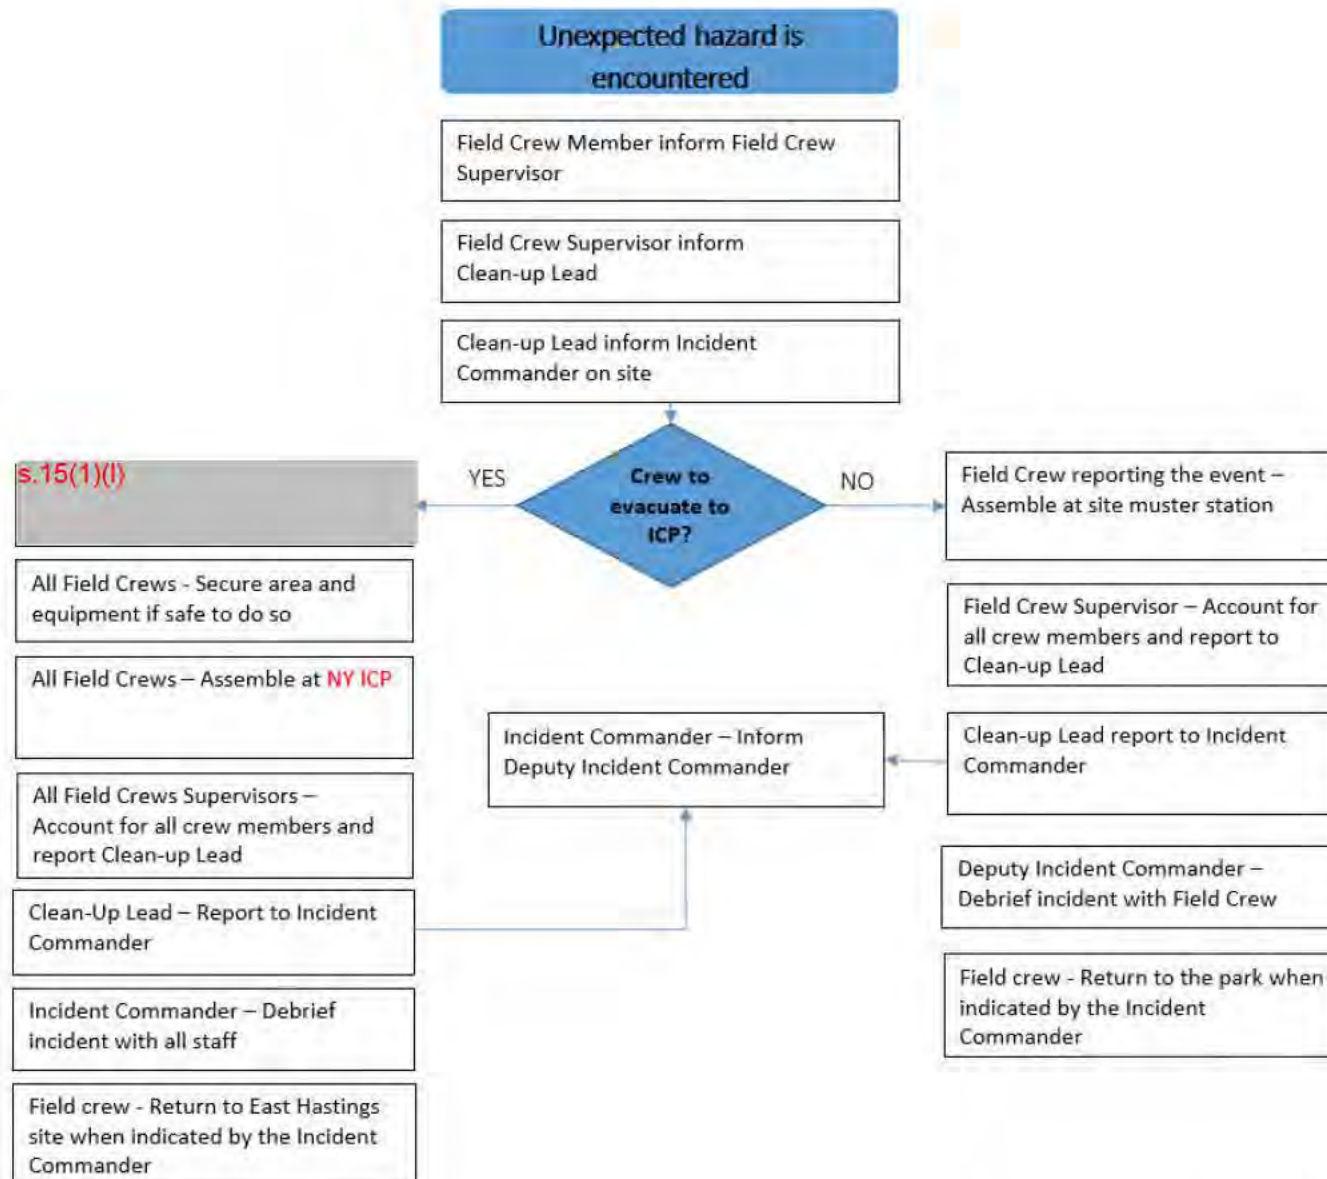 Unexpected hazard is
encountered
Field Crew Member inform Field Crew
Supervisor
Field Crew Supervisor inform
Clean-up Lead
Clean-up Lead inform Incident
Commander on site
Crew to
evacuate to
ICP?
YES
NO
s.15(1)(l)
All Field Crews - Secure area and
equipment if safe to do so
All Field Crews – Assemble at NY ICP
All Field Crews Supervisors –
Account for all crew members and
report Clean-up Lead
Clean-Up Lead – Report to Incident
Commander
Incident Commander – Debrief
incident with all staff
Field crew - Return to East Hastings
site when indicated by the Incident
Commander
Incident Commander – Inform
Deputy Incident Commander
Field Crew reporting the event –
Assemble at site muster station
Field Crew Supervisor – Account for
all crew members and report to
Clean-up Lead
Clean-up Lead report to Incident
Commander
Deputy Incident Commander –
Debrief incident with Field Crew
Field crew - Return to the park when
indicated by the Incident
Commander